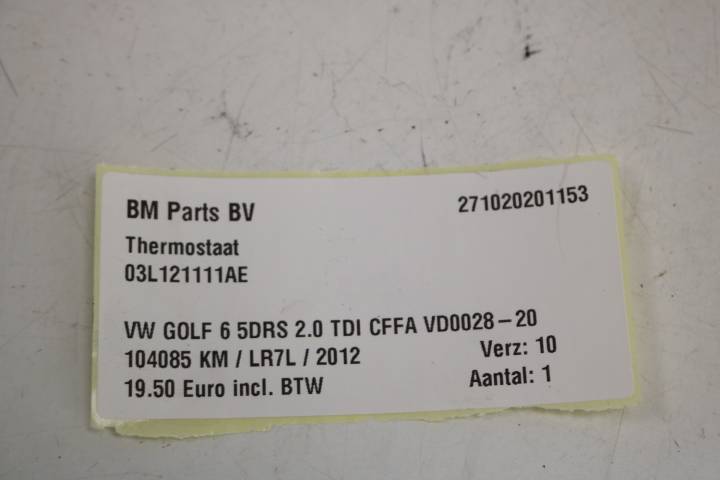 BM Parts BV 271020201153
Thermostaat
03L121111AE
VW GOLF 6 5DRS 2.0 TDI CFFA VD0028-20
104085 KM / LR7L / 2012 Verz: 10
19.50 Euro incl. BTW Aantal: 1